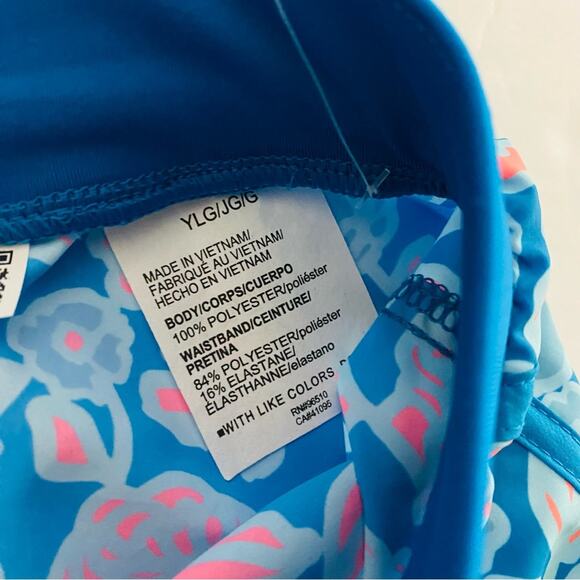 YLG/JG/G
MADE IN VIETNAM/
FABRIQUÉ AU VIETNAM/
HECHO EN VIETNAM
BODY/CORPS/CUERPO
100% POLYESTER/poliéster
WAISTBAND/CEINTURE/
PRETINA
84% POLYESTER/poliéster
16% ELASTANE/
ÉLASTHANNE/elastano
■WITH LIKE COLORS
RN#96510
CA#41095